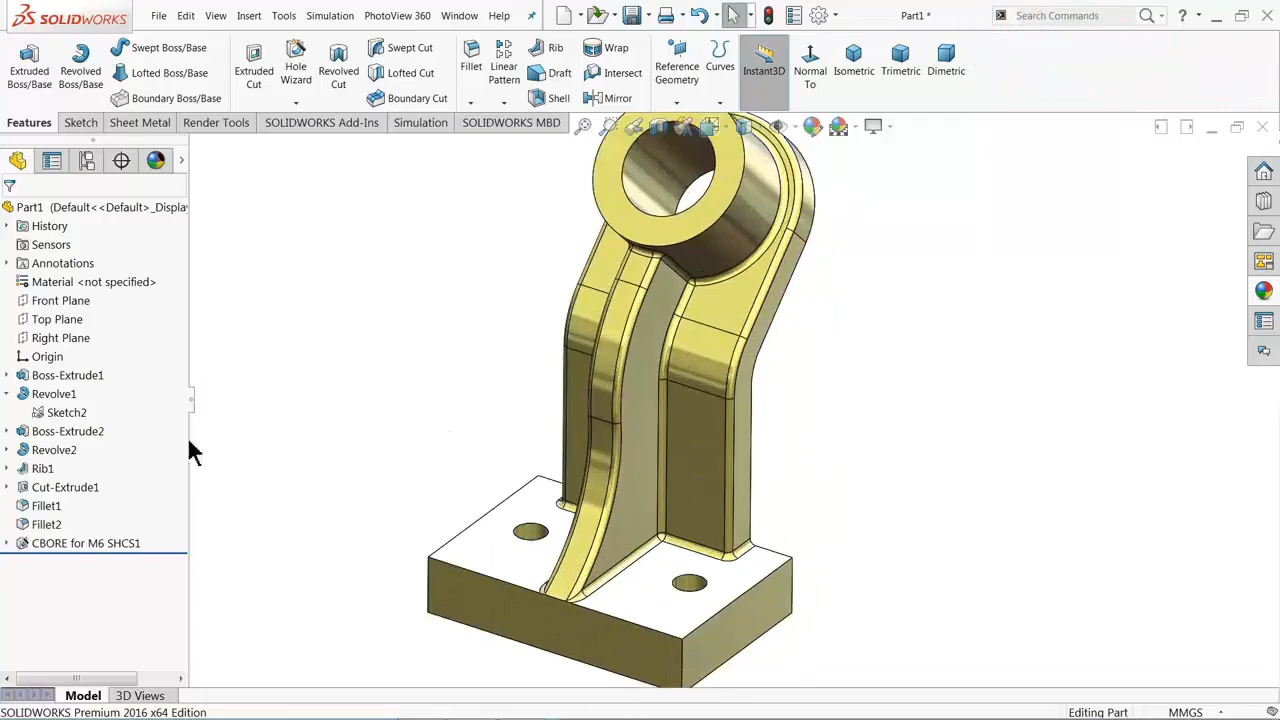 SOLIDWORKS File Edit View Insert Tools Simulation PhotoView 360 Window Help Part1 * Search Commands ?
Extruded Boss/Base
Revolved Boss/Base
Swept Boss/Base
Lofted Boss/Base
Boundary Boss/Base
Extruded Cut
Hole Wizard
Revolved Cut
Swept Cut
Lofted Cut
Boundary Cut
Fillet
Linear Pattern
Rib
Draft
Shell
Wrap
Intersect
Mirror
Reference Geometry
Curves
Instant3D
Normal To
Isometric
Trimetric
Dimetric
Features Sketch Sheet Metal Render Tools SOLIDWORKS Add-Ins Simulation SOLIDWORKS MBD
Part1 (Default<<Default>_Displa
History
Sensors
Annotations
Material <not specified>
Front Plane
Top Plane
Right Plane
Origin
Boss-Extrude1
Revolve1
Sketch2
Boss-Extrude2
Revolve2
Rib1
Cut-Extrude1
Fillet1
Fillet2
CBORE for M6 SHCS1
Model 3D Views
SOLIDWORKS Premium 2016 x64 Edition Editing Part MMGS